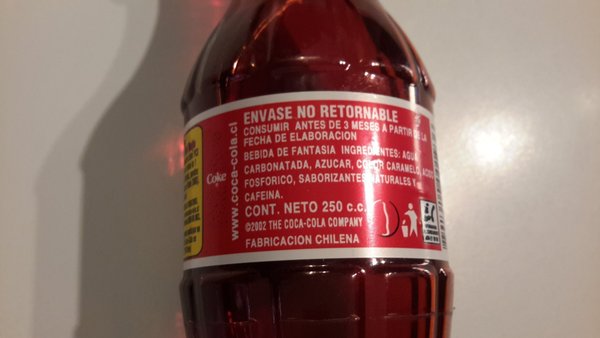 ENVASE NO RETORNABLE
CONSUMIR ANTES DE 3 MESES A PARTIR DE LA
FECHA DE ELABORACION
BEBIDA DE FANTASIA INGREDIENTES: AGUA
CARBONATADA, AZUCAR, COLOR CARAMELO, ACIDO
FOSFORICO, SABORIZANTES NATURALES Y
CAFEINA.
CONT. NETO 250 c.c.
©2002 THE COCA-COLA COMPANY
FABRICACION CHILENA
Coke
www.coca-cola.cl